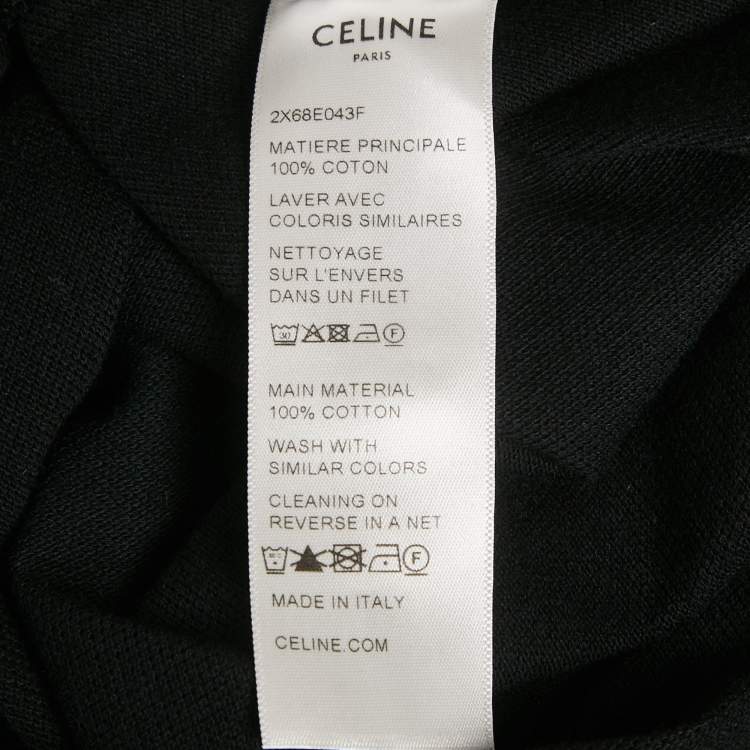 CELINE
PARIS
2X68E043F
MATIERE PRINCIPALE
100% COTON
LAVER AVEC
COLORIS SIMILAIRES
NETTOYAGE
SUR L'ENVERS
DANS UN FILET
30 F
MAIN MATERIAL
100% COTTON
WASH WITH
SIMILAR COLORS
CLEANING ON
REVERSE IN A NET
F
MADE IN ITALY
CELINE.COM